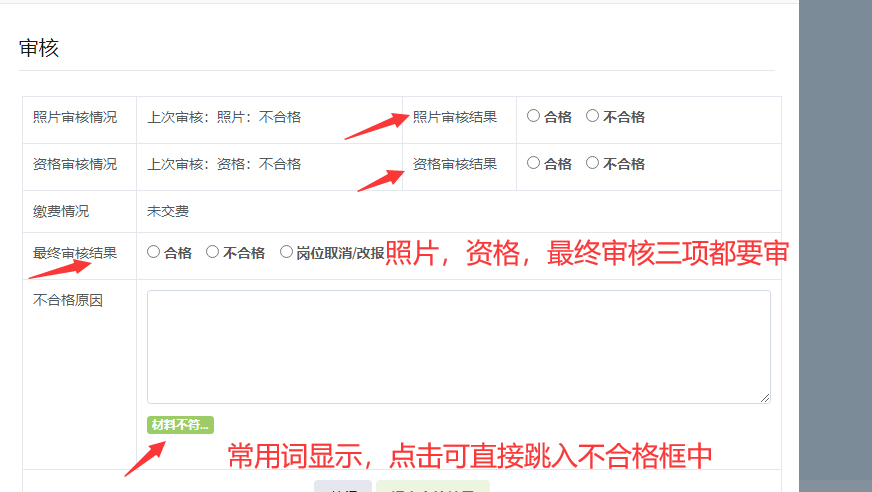 审核
照片审核情况 上次审核：照片：不合格 照片审核结果 合格 不合格
资格审核情况 上次审核：资格：不合格 资格审核结果 合格 不合格
缴费情况 未交费
最终审核结果 合格 不合格 岗位取消/改报 照片，资格，最终审核三项都要审
不合格原因
材料不符...
常用词显示，点击可直接跳入不合格框中